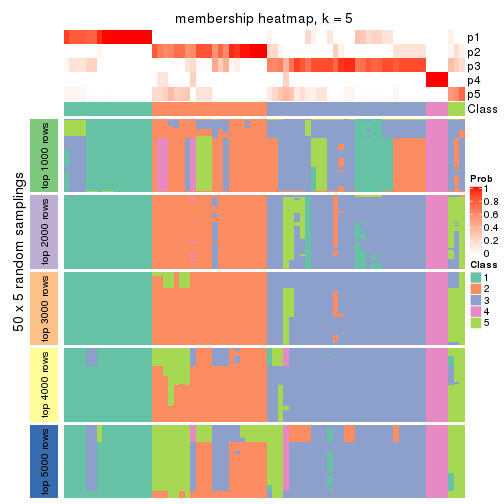 membership heatmap, k = 5
p1
p2
p3
p4
p5
Class
50 x 5 random samplings
top 1000 rows
top 2000 rows
top 3000 rows
top 4000 rows
top 5000 rows
Prob
1
0.8
0.6
0.4
0.2
0
Class
1
2
3
4
5